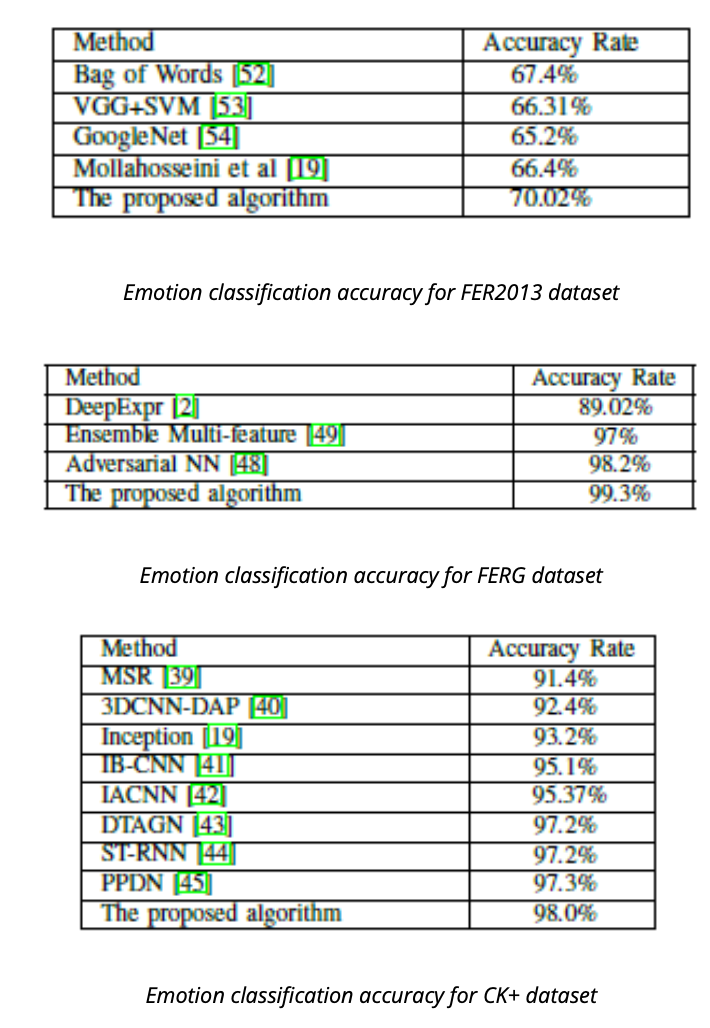 Method Accuracy Rate
Bag of Words [52] 67.4%
VGG+SVM [53] 66.31%
GoogleNet [54] 65.2%
Mollahosseini et al [19] 66.4%
The proposed algorithm 70.02%
Emotion classification accuracy for FER2013 dataset
Method Accuracy Rate
DeepExpr [2] 89.02%
Ensemble Multi-feature [49] 97%
Adversarial NN [48] 98.2%
The proposed algorithm 99.3%
Emotion classification accuracy for FERG dataset
Method Accuracy Rate
MSR [39] 91.4%
3DCNN-DAP [40] 92.4%
Inception [19] 93.2%
IB-CNN [41] 95.1%
IACNN [42] 95.37%
DTAGN [43] 97.2%
ST-RNN [44] 97.2%
PPDN [45] 97.3%
The proposed algorithm 98.0%
Emotion classification accuracy for CK+ dataset